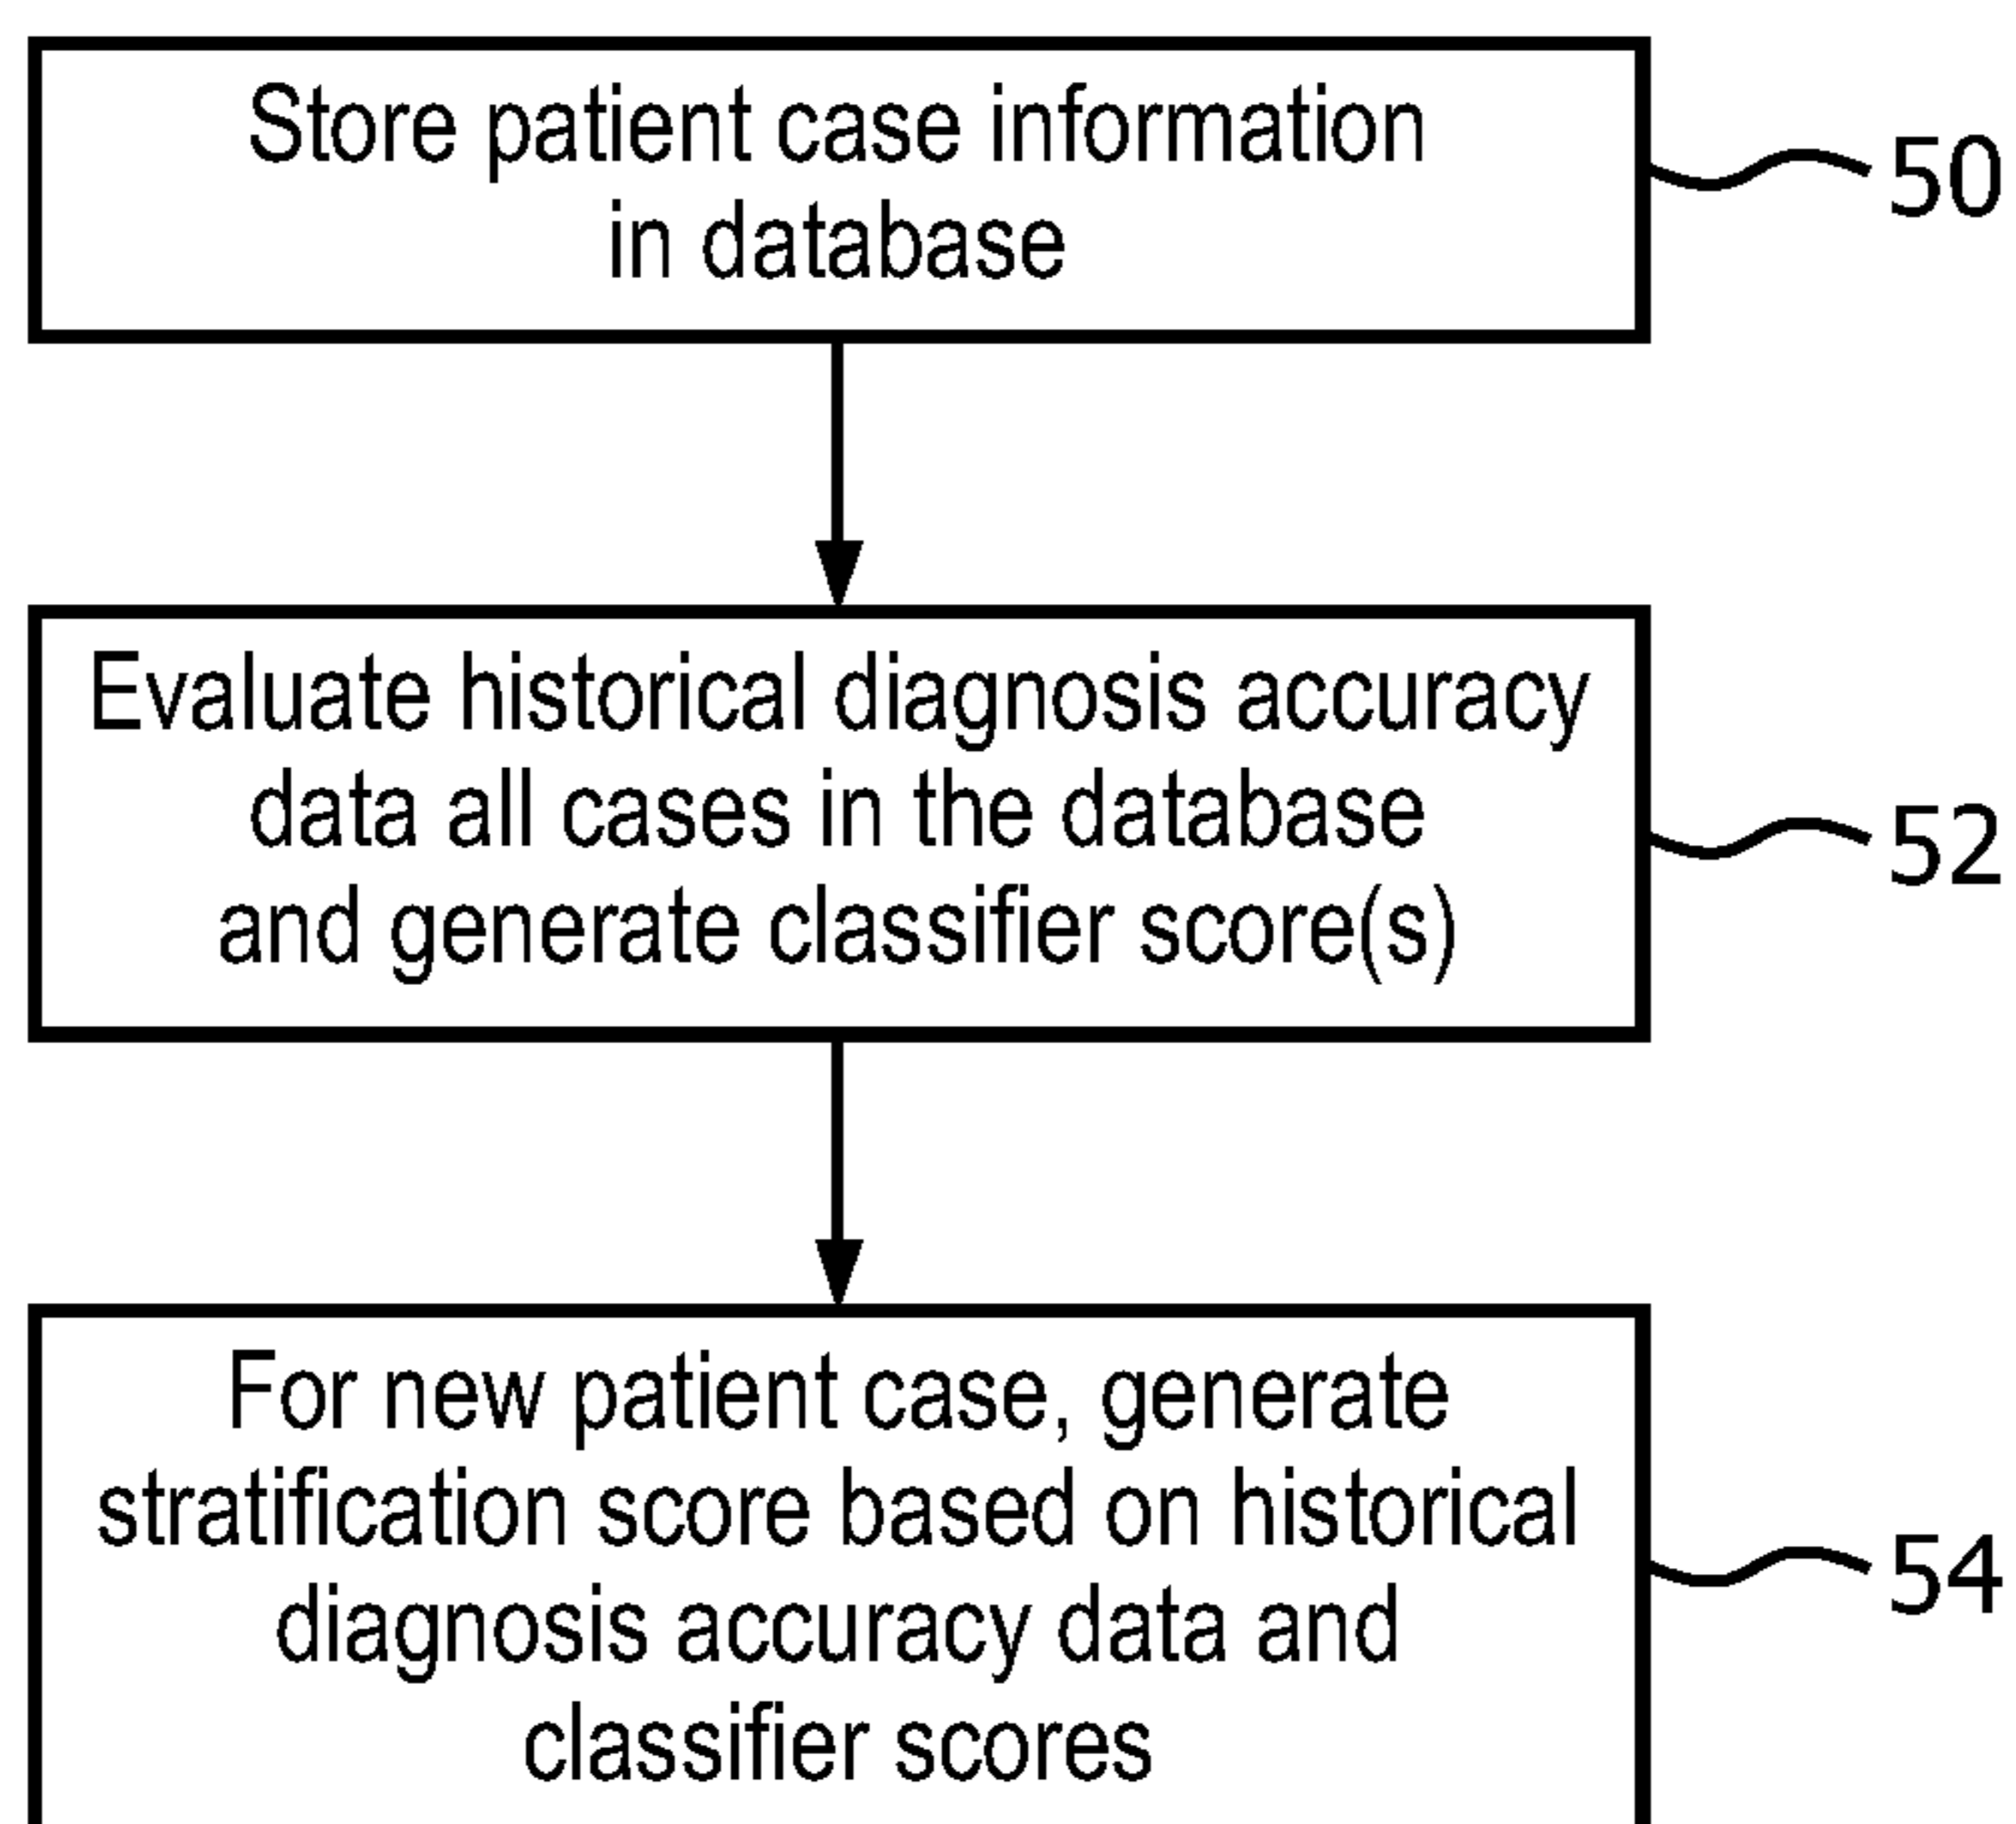 Store patient case information
in database
50
Evaluate historical diagnosis accuracy
data all cases in the database
and generate classifier score(s)
52
For new patient case, generate
stratification score based on historical
diagnosis accuracy data and
classifier scores
54